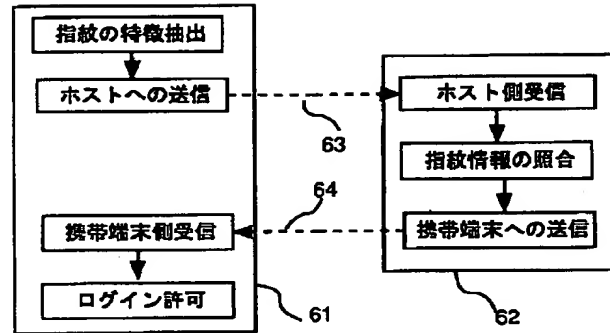 指紋の特徴抽出
ホストへの送信
63
ホスト側受信
指紋情報の照合
64
携帯端末側受信
携帯端末への送信
ログイン許可
61
62